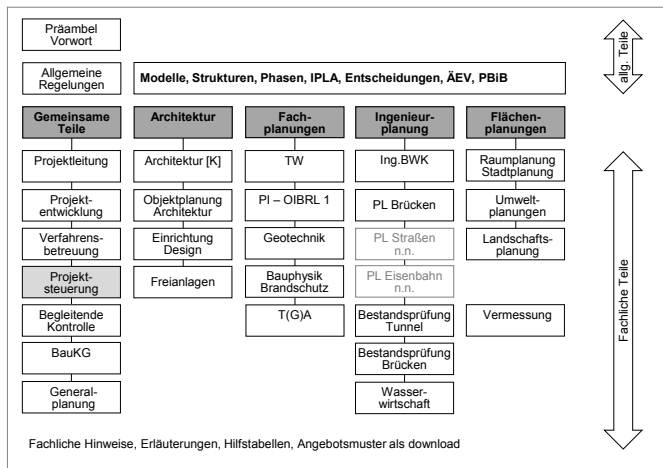 Präambel
Vorwort
Allgemeine
Regelungen
Modelle, Strukturen, Phasen, IPLA, Entscheidungen, ÄEV, PBiB
allg. Teile
Gemeinsame
Teile
Projektleitung
Projekt-
entwicklung
Verfahrens-
betreuung
Projekt-
steuerung
Begleitende
Kontrolle
BauKG
General-
planung
Architektur
Architektur [K]
Objektplanung
Architektur
Einrichtung
Design
Freianlagen
Fach-
planungen
TW
PI – OIBRL 1
Geotechnik
Bauphysik
Brandschutz
T(G)A
Ingenieur-
planung
Ing.BWK
PL Brücken
PL Straßen
n.n.
PL Eisenbahn
n.n.
Bestandsprüfung
Tunnel
Bestandsprüfung
Brücken
Wasser-
wirtschaft
Flächen-
planungen
Raumplanung
Stadtplanung
Umwelt-
planungen
Landschafts-
planung
Vermessung
Fachliche Teile
Fachliche Hinweise, Erläuterungen, Hilfstabellen, Angebotsmuster als download